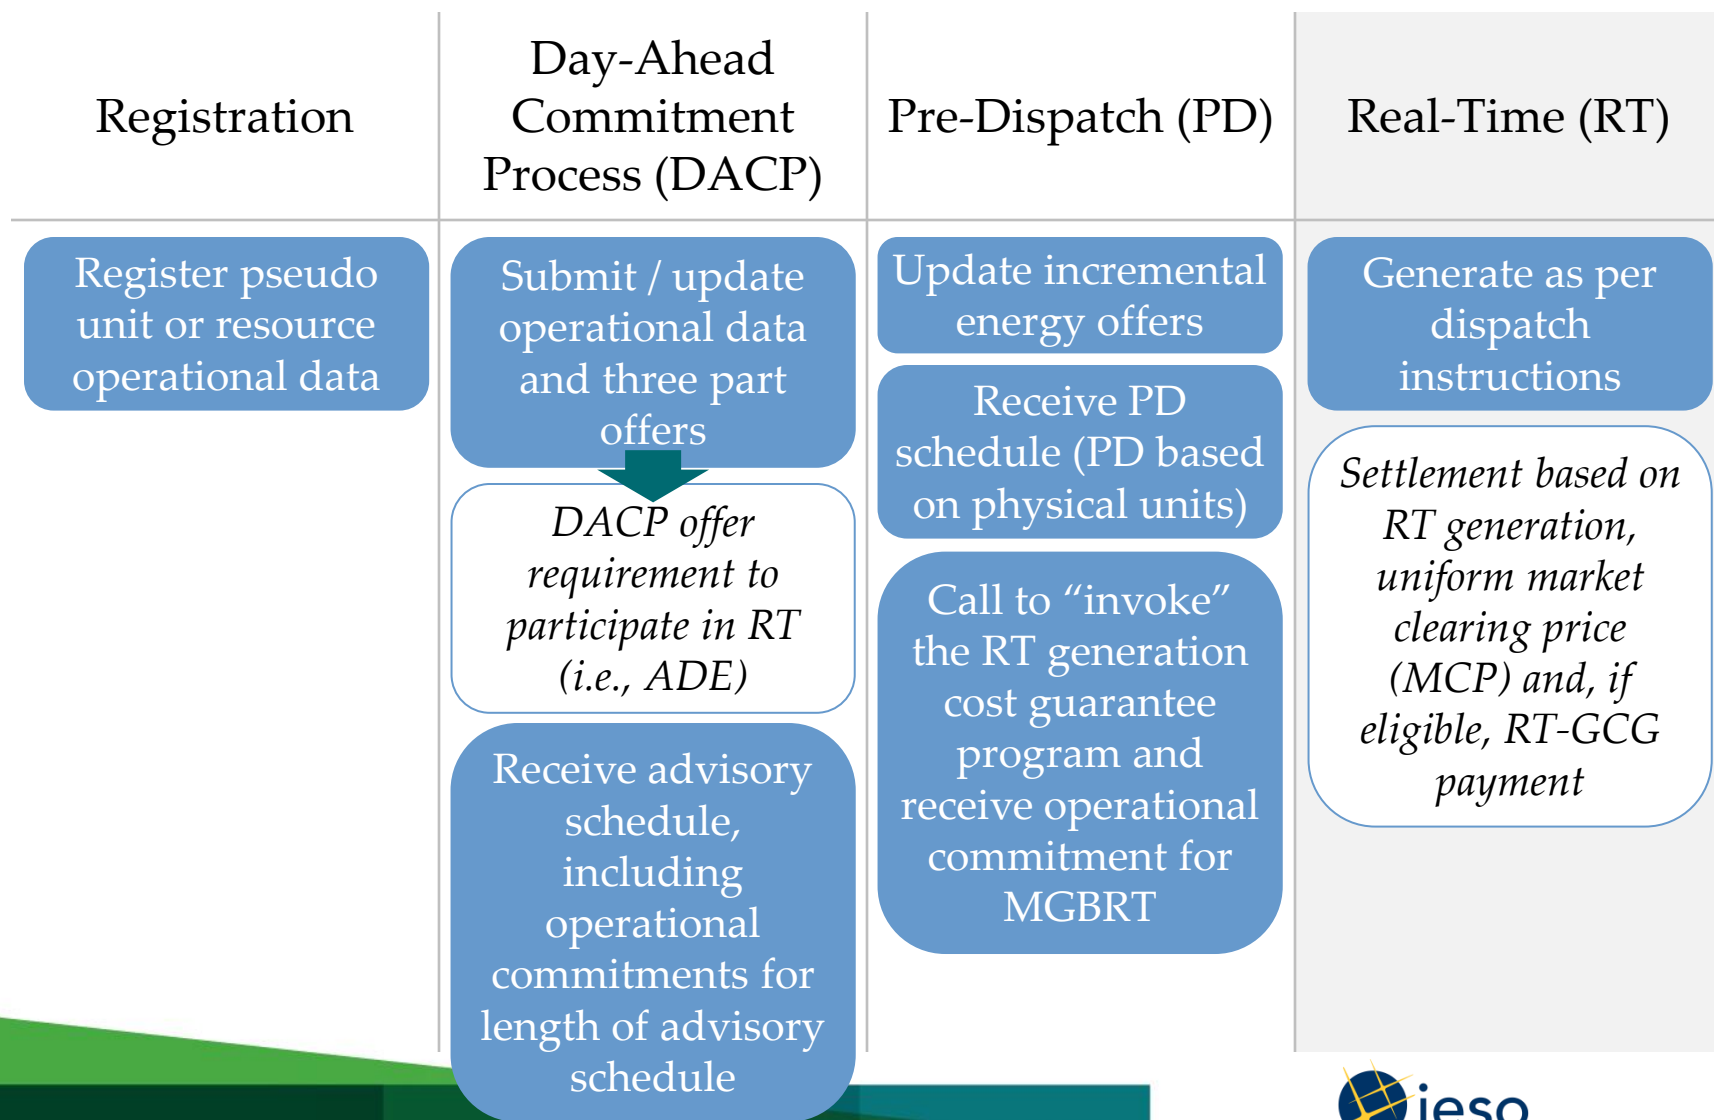 Registration
Day-Ahead
Commitment
Process (DACP)
Pre-Dispatch (PD)
Real-Time (RT)
Register pseudo
unit or resource
operational data
Submit / update
operational data
and three part
offers
DACP offer
requirement to
participate in RT
(i.e., ADE)
Receive advisory
schedule,
including
operational
commitments for
length of advisory
schedule
Update incremental
energy offers
Receive PD
schedule (PD based
on physical units)
Call to “invoke”
the RT generation
cost guarantee
program and
receive operational
commitment for
MGBRT
Generate as per
dispatch
instructions
Settlement based on
RT generation,
uniform market
clearing price
(MCP) and, if
eligible, RT-GCG
payment
ieso